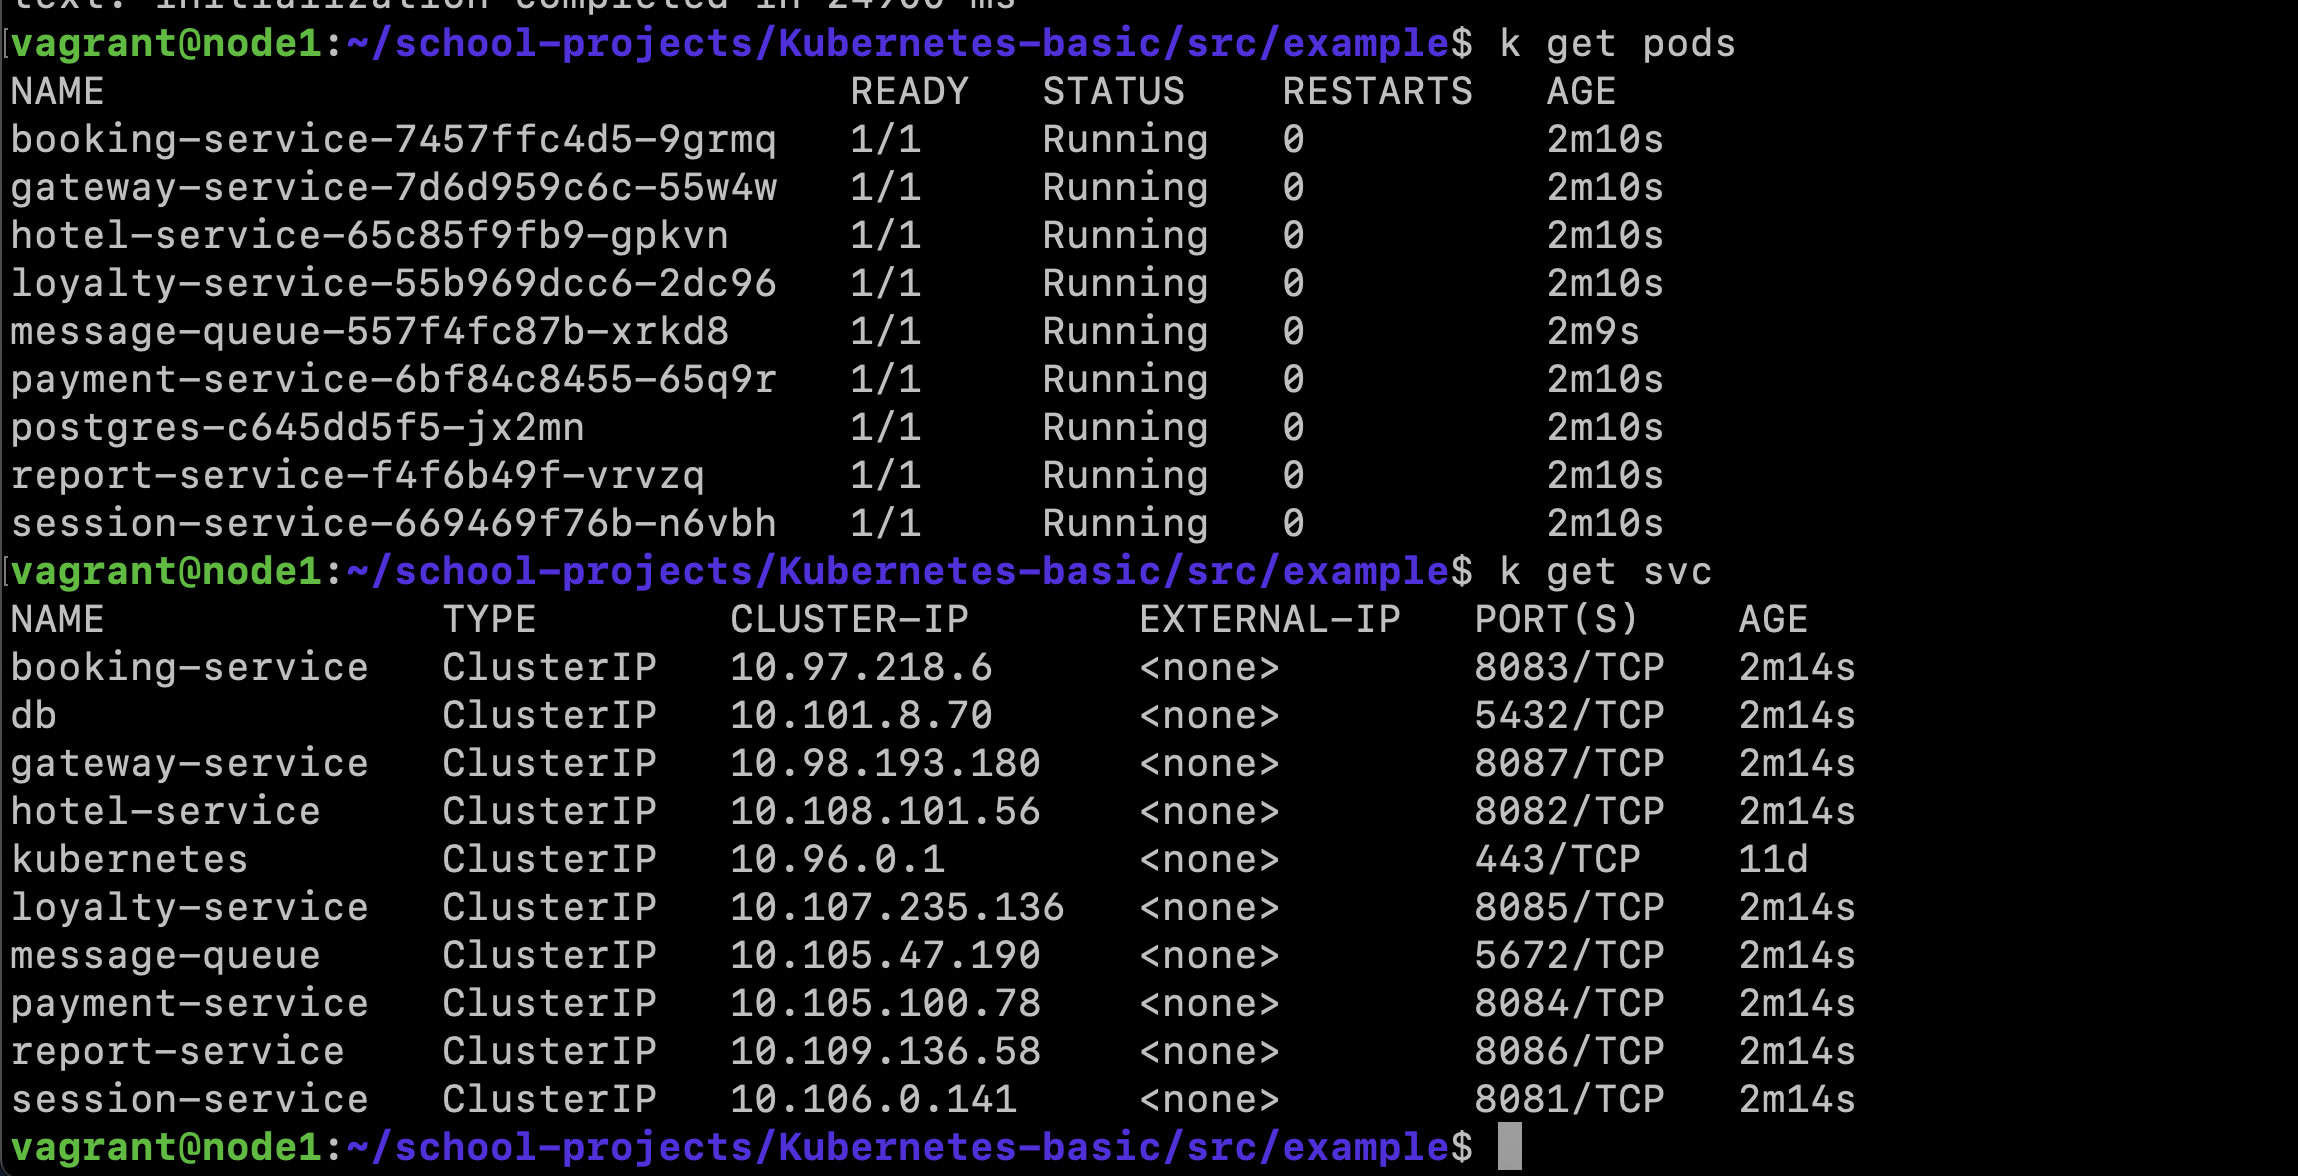 text: initialization completed in 24900 ms
vagrant@node1:~/school-projects/Kubernetes-basic/src/example$ k get pods
NAME READY STATUS RESTARTS AGE
booking-service-7457ffc4d5-9grmq 1/1 Running 0 2m10s
gateway-service-7d6d959c6c-55w4w 1/1 Running 0 2m10s
hotel-service-65c85f9fb9-gpkvn 1/1 Running 0 2m10s
loyalty-service-55b969dcc6-2dc96 1/1 Running 0 2m10s
message-queue-557f4fc87b-xrkd8 1/1 Running 0 2m9s
payment-service-6bf84c8455-65q9r 1/1 Running 0 2m10s
postgres-c645dd5f5-jx2mn 1/1 Running 0 2m10s
report-service-f4f6b49f-vrvzq 1/1 Running 0 2m10s
session-service-669469f76b-n6vbh 1/1 Running 0 2m10s
vagrant@node1:~/school-projects/Kubernetes-basic/src/example$ k get svc
NAME TYPE CLUSTER-IP EXTERNAL-IP PORT(S) AGE
booking-service ClusterIP 10.97.218.6 <none> 8083/TCP 2m14s
db ClusterIP 10.101.8.70 <none> 5432/TCP 2m14s
gateway-service ClusterIP 10.98.193.180 <none> 8087/TCP 2m14s
hotel-service ClusterIP 10.108.101.56 <none> 8082/TCP 2m14s
kubernetes ClusterIP 10.96.0.1 <none> 443/TCP 11d
loyalty-service ClusterIP 10.107.235.136 <none> 8085/TCP 2m14s
message-queue ClusterIP 10.105.47.190 <none> 5672/TCP 2m14s
payment-service ClusterIP 10.105.100.78 <none> 8084/TCP 2m14s
report-service ClusterIP 10.109.136.58 <none> 8086/TCP 2m14s
session-service ClusterIP 10.106.0.141 <none> 8081/TCP 2m14s
vagrant@node1:~/school-projects/Kubernetes-basic/src/example$